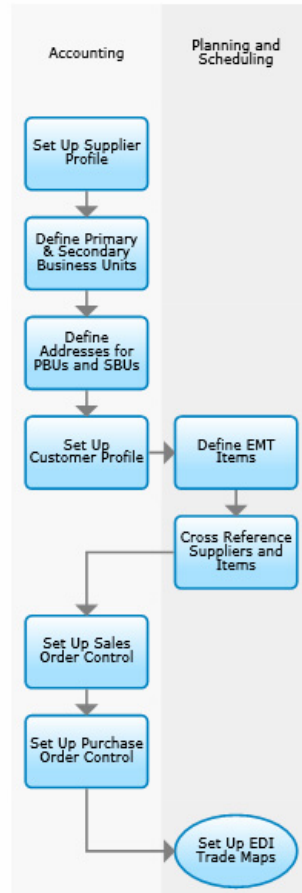 Accounting
Planning and
Scheduling
Set Up Supplier
Profile
Define Primary
& Secondary
Business Units
Define
Addresses for
PBUs and SBUs
Set Up
Customer Profile
Define EMT
Items
Cross Reference
Suppliers and
Items
Set Up Sales
Order Control
Set Up Purchase
Order Control
Set Up EDI
Trade Maps